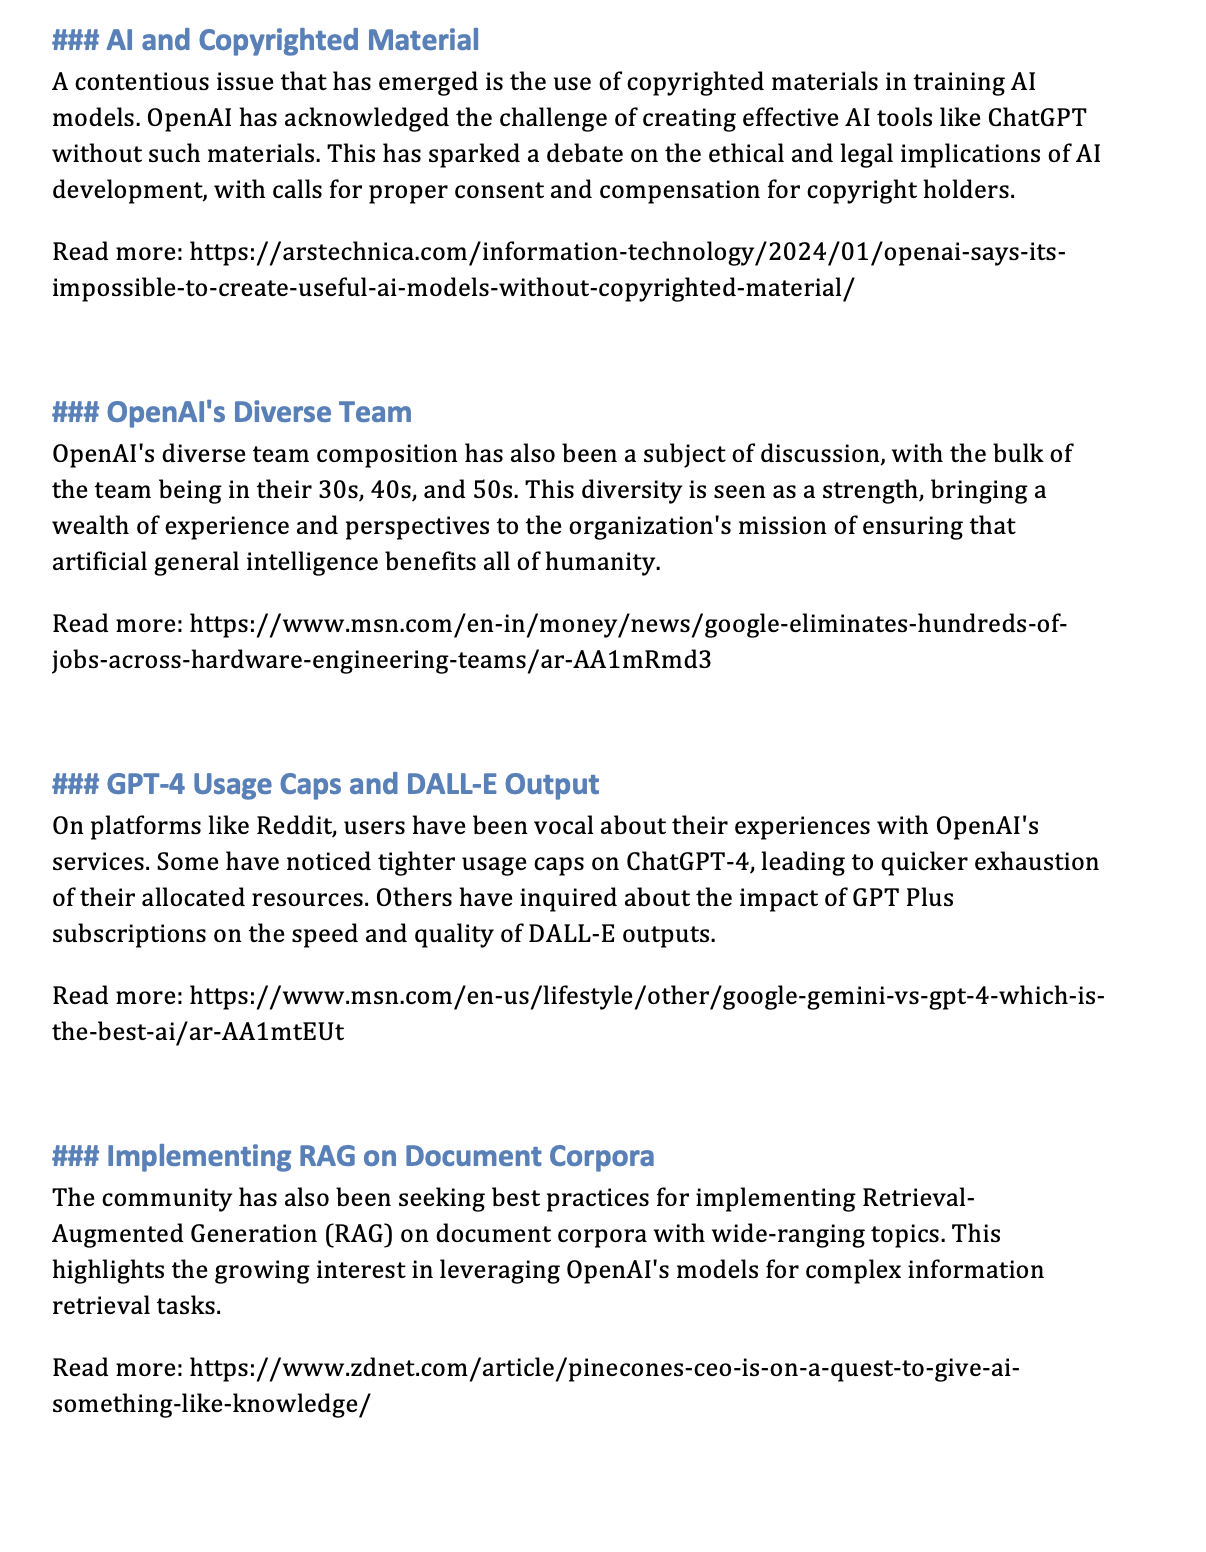 ### AI and Copyrighted Material
A contentious issue that has emerged is the use of copyrighted materials in training AI
models. OpenAI has acknowledged the challenge of creating effective AI tools like ChatGPT
without such materials. This has sparked a debate on the ethical and legal implications of AI
development, with calls for proper consent and compensation for copyright holders.
Read more: https://arstechnica.com/information-technology/2024/01/openai-says-its-
impossible-to-create-useful-ai-models-without-copyrighted-material/
### OpenAI's Diverse Team
OpenAI's diverse team composition has also been a subject of discussion, with the bulk of
the team being in their 30s, 40s, and 50s. This diversity is seen as a strength, bringing a
wealth of experience and perspectives to the organization's mission of ensuring that
artificial general intelligence benefits all of humanity.
Read more: https://www.msn.com/en-in/money/news/google-eliminates-hundreds-of-
jobs-across-hardware-engineering-teams/ar-AA1mRmd3
### GPT-4 Usage Caps and DALL-E Output
On platforms like Reddit, users have been vocal about their experiences with OpenAI's
services. Some have noticed tighter usage caps on ChatGPT-4, leading to quicker exhaustion
of their allocated resources. Others have inquired about the impact of GPT Plus
subscriptions on the speed and quality of DALL-E outputs.
Read more: https://www.msn.com/en-us/lifestyle/other/google-gemini-vs-gpt-4-which-is-
the-best-ai/ar-AA1mtEUt
### Implementing RAG on Document Corpora
The community has also been seeking best practices for implementing Retrieval-
Augmented Generation (RAG) on document corpora with wide-ranging topics. This
highlights the growing interest in leveraging OpenAI's models for complex information
retrieval tasks.
Read more: https://www.zdnet.com/article/pinecones-ceo-is-on-a-quest-to-give-ai-
something-like-knowledge/